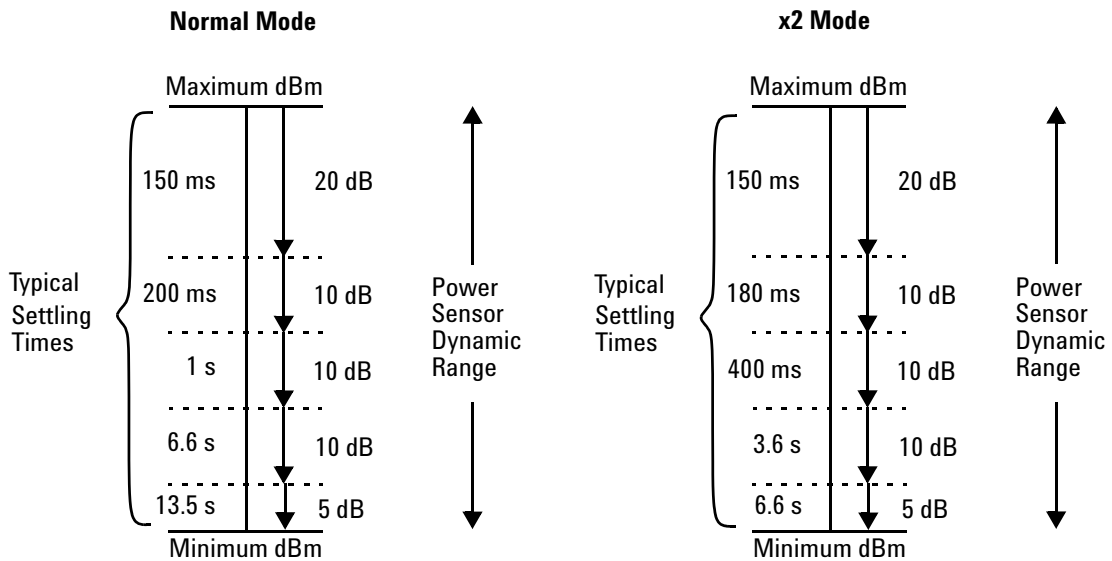 Normal Mode
Maximum dBm
150 ms
20 dB
200 ms
10 dB
1 s
10 dB
6.6 s
10 dB
13.5 s
5 dB
Minimum dBm
Typical
Settling
Times
Power
Sensor
Dynamic
Range
x2 Mode
Maximum dBm
150 ms
20 dB
180 ms
10 dB
400 ms
10 dB
3.6 s
10 dB
6.6 s
5 dB
Minimum dBm
Typical
Settling
Times
Power
Sensor
Dynamic
Range